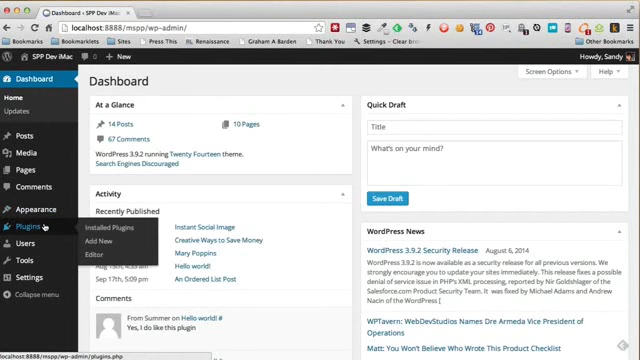 Dashboard ‹ SPP Dev iMac
localhost:8888/mspp/wp-admin/
Bookmarks
Bookmarklets
Sites
Press This
Renaissance
Graham A Barden
Thank You
Settings - Clear brow...
Other Bookmarks
SPP Dev iMac
0
+ New
Howdy, Sandy
Dashboard
Home
Updates
Posts
Media
Pages
Comments
Appearance
Plugins
Users
Tools
Settings
Collapse menu
Installed Plugins
Add New
Editor
Dashboard
Screen Options
Help
At a Glance
14 Posts
10 Pages
67 Comments
WordPress 3.9.2 running Twenty Fourteen theme.
Search Engines Discouraged
Activity
Recently Published
Instant Social Image
Creative Ways to Save Money
Mary Poppins
Aug 15th, 4:35 am
Hello world!
Sep 17th, 5:09 pm
An Ordered List Post
Comments
From Summer on Hello world! #
Yes, I do like this plugin
Quick Draft
Title
What's on your mind?
Save Draft
WordPress News
WordPress 3.9.2 Security Release August 6, 2014
WordPress 3.9.2 is now available as a security release for all previous versions. We
strongly encourage you to update your sites immediately. This release fixes a possible
denial of service issue in PHP's XML processing, reported by Nir Goldshlager of the
Salesforce.com Product Security Team. It was fixed by Michael Adams and Andrew
Nacin of the WordPress [
WPTavern: WebDevStudios Names Dre Armeda Vice President of
Operations
Matt: You Won't Believe Who Wrote This Product Checklist
localhost:8888/mspp/wp-admin/plugins.php